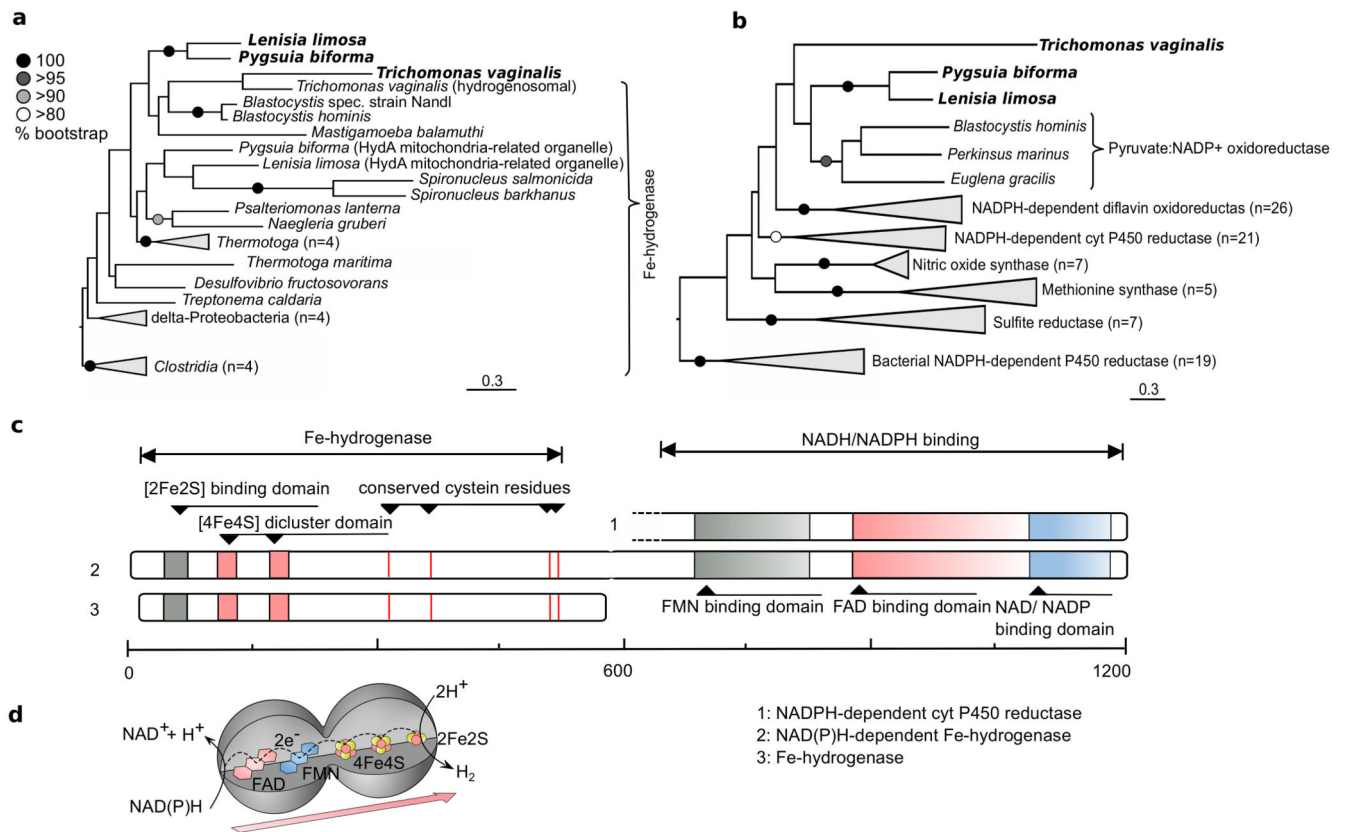 a
100
>95
>90
>80
% bootstrap
Lenisia limosa
Pygsuia biforma
Trichomonas vaginalis
Trichomonas vaginalis (hydrogenosomal)
Blastocystis spec. strain NandI
Blastocystis hominis
Mastigamoeba balamuthi
Pygsuia biforma (HydA mitochondria-related organelle)
Lenisia limosa (HydA mitochondria-related organelle)
Spironucleus salmonicida
Spironucleus barkhanus
Psalteriomonas lanterna
Naegleria gruberi
Thermotoga (n=4)
Thermotoga maritima
Desulfovibrio fructosovorans
Treptonema caldaria
delta-Proteobacteria (n=4)
Clostridia (n=4)
Fe-hydrogenase
0.3
b
Trichomonas vaginalis
Pygsuia biforma
Lenisia limosa
Blastocystis hominis
Perkinsus marinus
Euglena gracilis
Pyruvate:NADP+ oxidoreductase
NADPH-dependent diflavin oxidoreductas (n=26)
NADPH-dependent cyt P450 reductase (n=21)
Nitric oxide synthase (n=7)
Methionine synthase (n=5)
Sulfite reductase (n=7)
Bacterial NADPH-dependent P450 reductase (n=19)
0.3
c
Fe-hydrogenase
NADH/NADPH binding
[2Fe2S] binding domain
conserved cystein residues
[4Fe4S] dicluster domain
1
2
3
FMN binding domain
FAD binding domain
NAD/ NADP
binding domain
0
600
1200
d
NAD⁺+ H⁺
NAD(P)H
2e⁻
FAD
FMN
4Fe4S
2Fe2S
2H⁺
H₂
1: NADPH-dependent cyt P450 reductase
2: NAD(P)H-dependent Fe-hydrogenase
3: Fe-hydrogenase